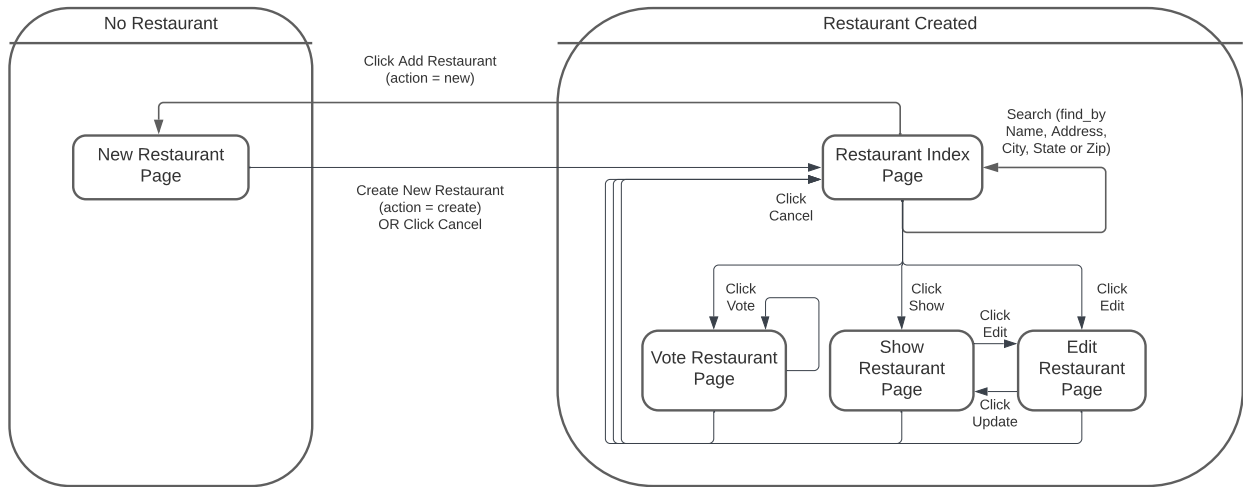 No Restaurant
Restaurant Created
Click Add Restaurant
(action = new)
Search (find_by
Name, Address,
City, State or Zip)
New Restaurant
Page
Restaurant Index
Page
Create New Restaurant
(action = create)
OR Click Cancel
Click
Cancel
Click
Vote
Click
Show
Click
Edit
Click
Edit
Vote Restaurant
Page
Show
Restaurant
Page
Edit
Restaurant
Page
Click
Update